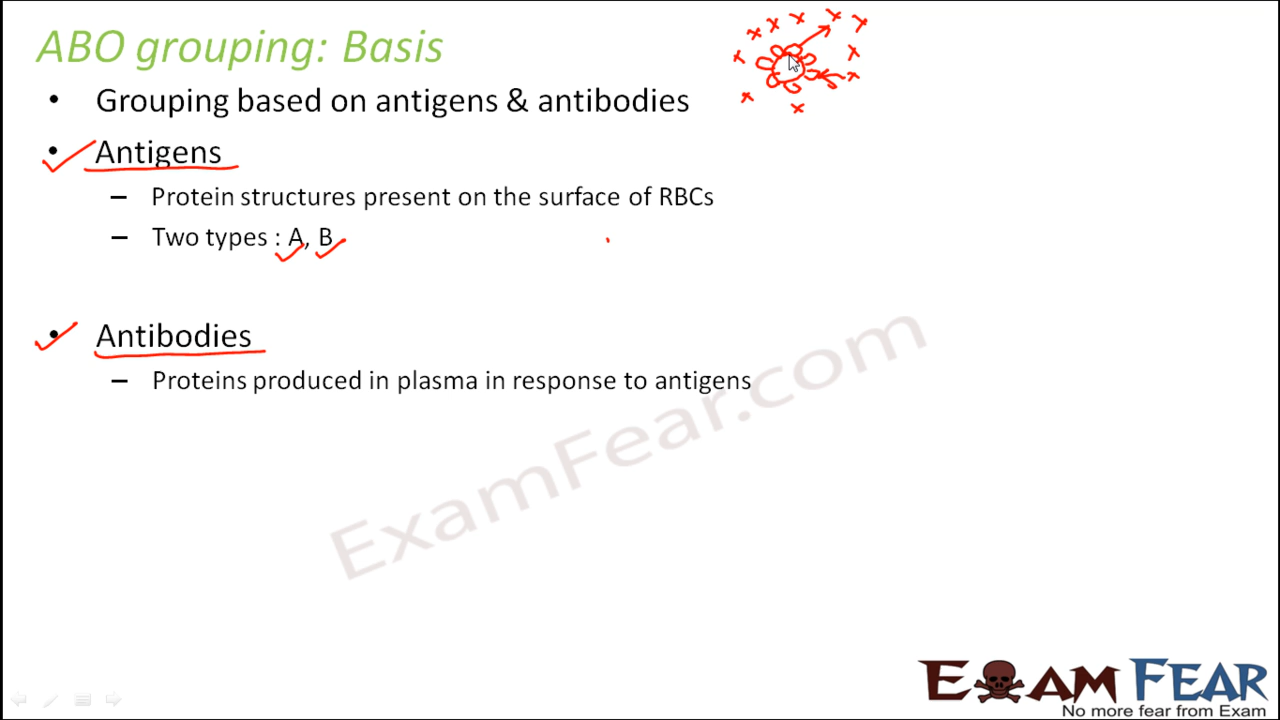 ABO grouping: Basis
• Grouping based on antigens & antibodies
• Antigens
– Protein structures present on the surface of RBCs
– Two types : A, B
• Antibodies
– Proteins produced in plasma in response to antigens
ExamFear.com
EXAM FEAR
No more fear from Exam